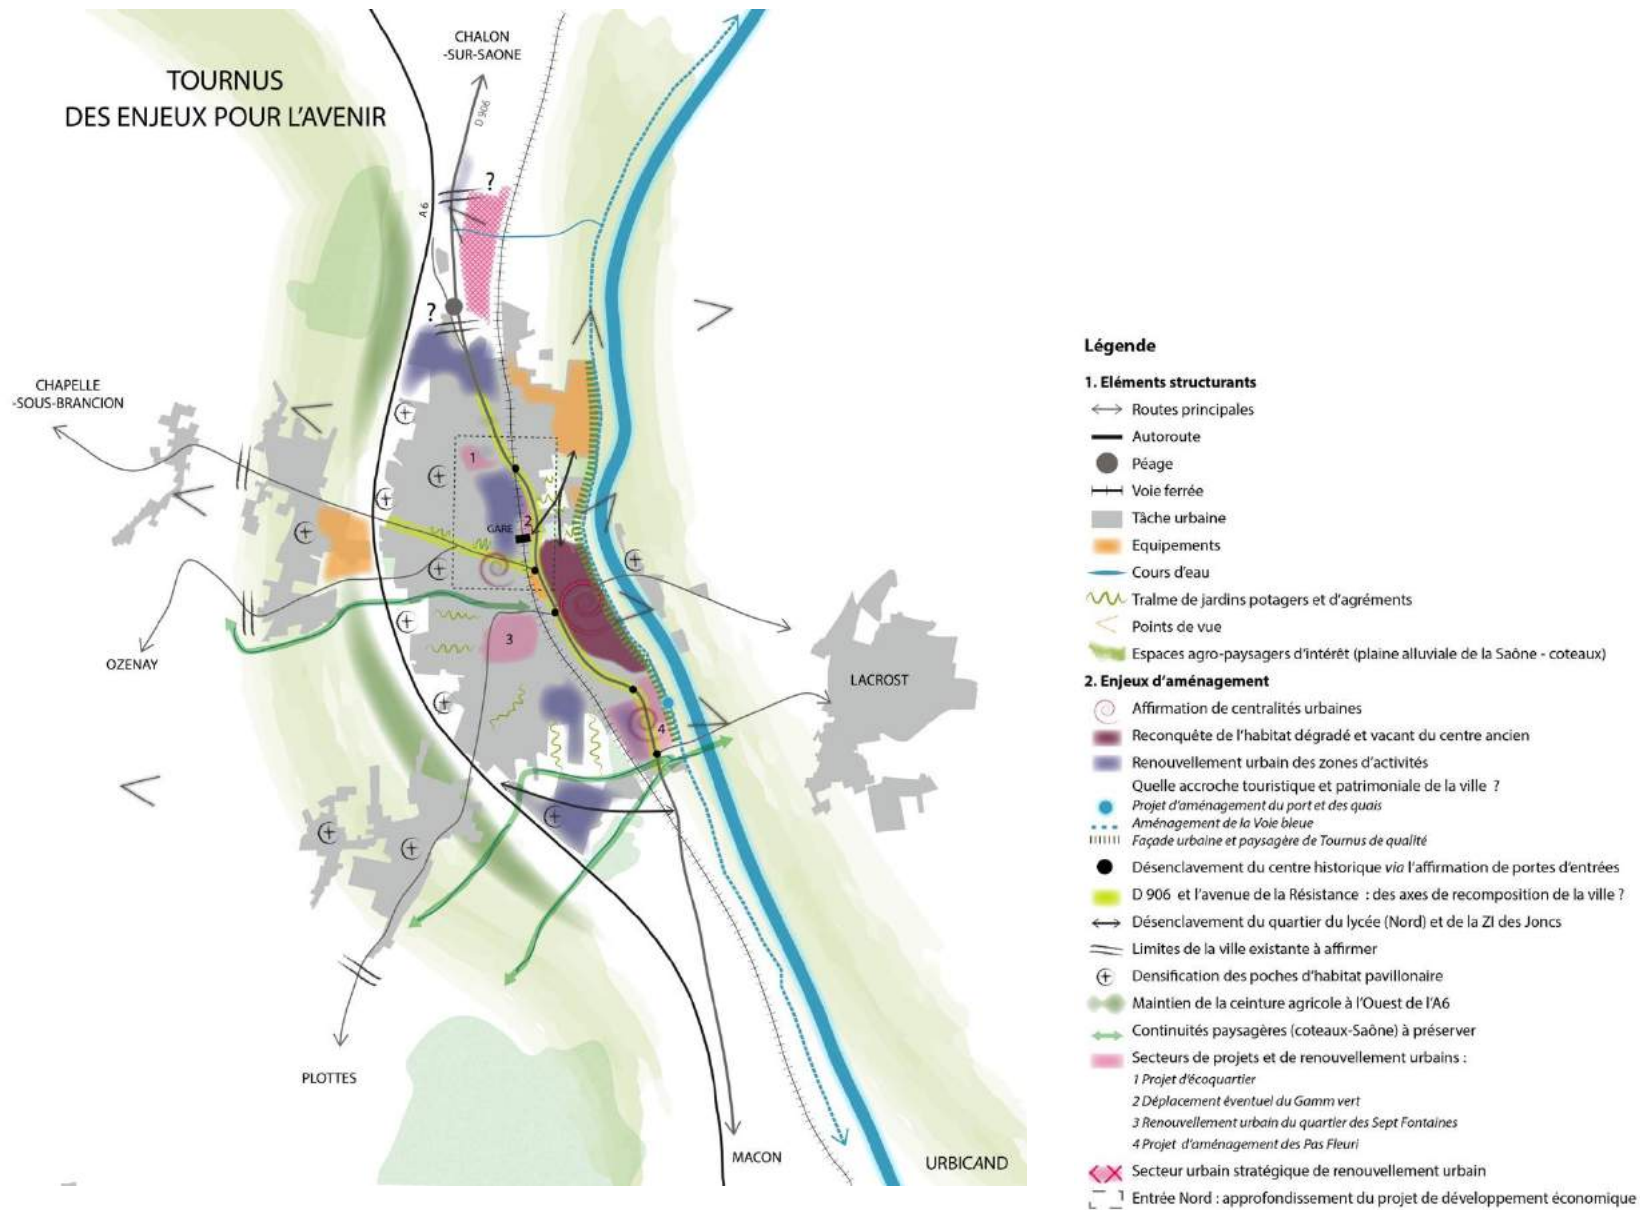 TOURNUS
DES ENJEUX POUR L'AVENIR
CHALON
-SUR-SAONE
D 906
?
A 6
?
CHAPELLE
-SOUS-BRANCION
1
2
GARE
OZENAY
3
LACROST
4
PLOTTES
MACON
URBICAND
Légende
1. Eléments structurants
Routes principales
Autoroute
Péage
Voie ferrée
Tâche urbaine
Equipements
Cours d'eau
Tralme de jardins potagers et d'agréments
Points de vue
Espaces agro-paysagers d'intérêt (plaine alluviale de la Saône - coteaux)
2. Enjeux d'aménagement
Affirmation de centralités urbaines
Reconquête de l'habitat dégradé et vacant du centre ancien
Renouvellement urbain des zones d'activités
Quelle accroche touristique et patrimoniale de la ville ?
Projet d'aménagement du port et des quais
Aménagement de la Voie bleue
Façade urbaine et paysagère de Tournus de qualité
Désenclavement du centre historique via l'affirmation de portes d'entrées
D 906 et l'avenue de la Résistance : des axes de recomposition de la ville ?
Désenclavement du quartier du lycée (Nord) et de la ZI des Joncs
Limites de la ville existante à affirmer
Densification des poches d'habitat pavillonaire
Maintien de la ceinture agricole à l'Ouest de l'A6
Continuités paysagères (coteaux-Saône) à préserver
Secteurs de projets et de renouvellement urbains :
1 Projet d'écoquartier
2 Déplacement éventuel du Gamm vert
3 Renouvellement urbain du quartier des Sept Fontaines
4 Projet d'aménagement des Pas Fleuri
Secteur urbain stratégique de renouvellement urbain
Entrée Nord : approfondissement du projet de développement économique